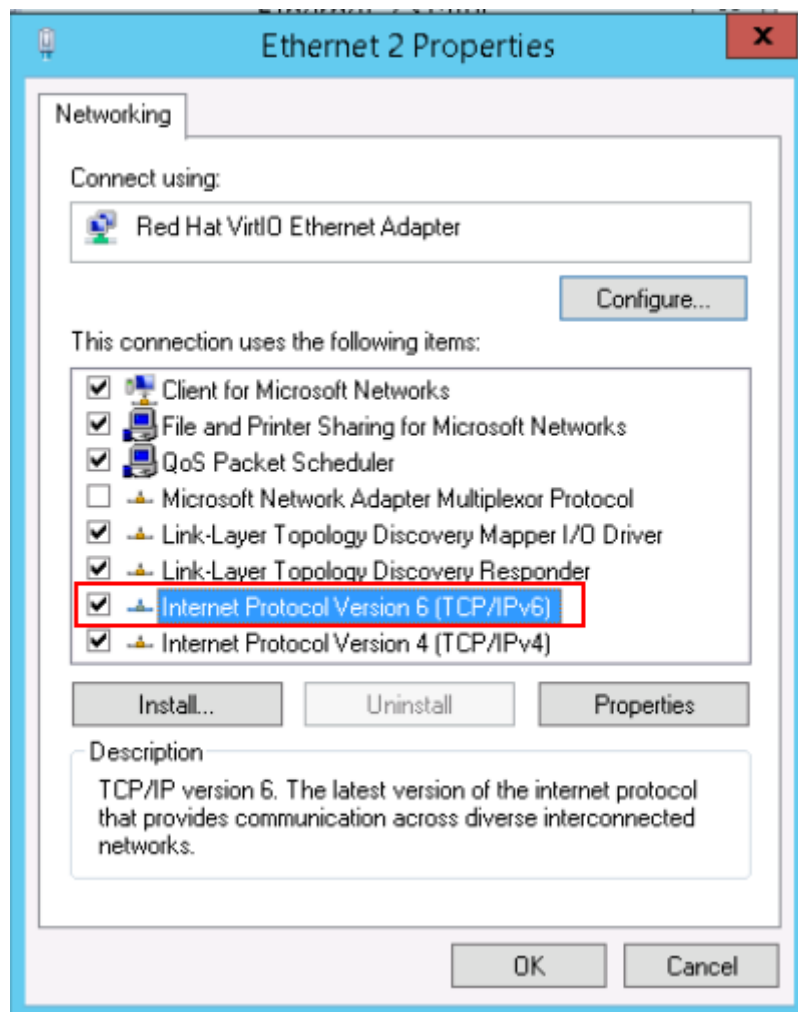 Ethernet 2 Properties
x
Networking
Connect using:
Red Hat VirtIO Ethernet Adapter
Configure...
This connection uses the following items:
Client for Microsoft Networks
File and Printer Sharing for Microsoft Networks
QoS Packet Scheduler
Microsoft Network Adapter Multiplexor Protocol
Link-Layer Topology Discovery Mapper I/O Driver
Link-Layer Topology Discovery Responder
Internet Protocol Version 6 (TCP/IPv6)
Internet Protocol Version 4 (TCP/IPv4)
Install...
Uninstall
Properties
Description
TCP/IP version 6. The latest version of the internet protocol
that provides communication across diverse interconnected
networks.
OK
Cancel